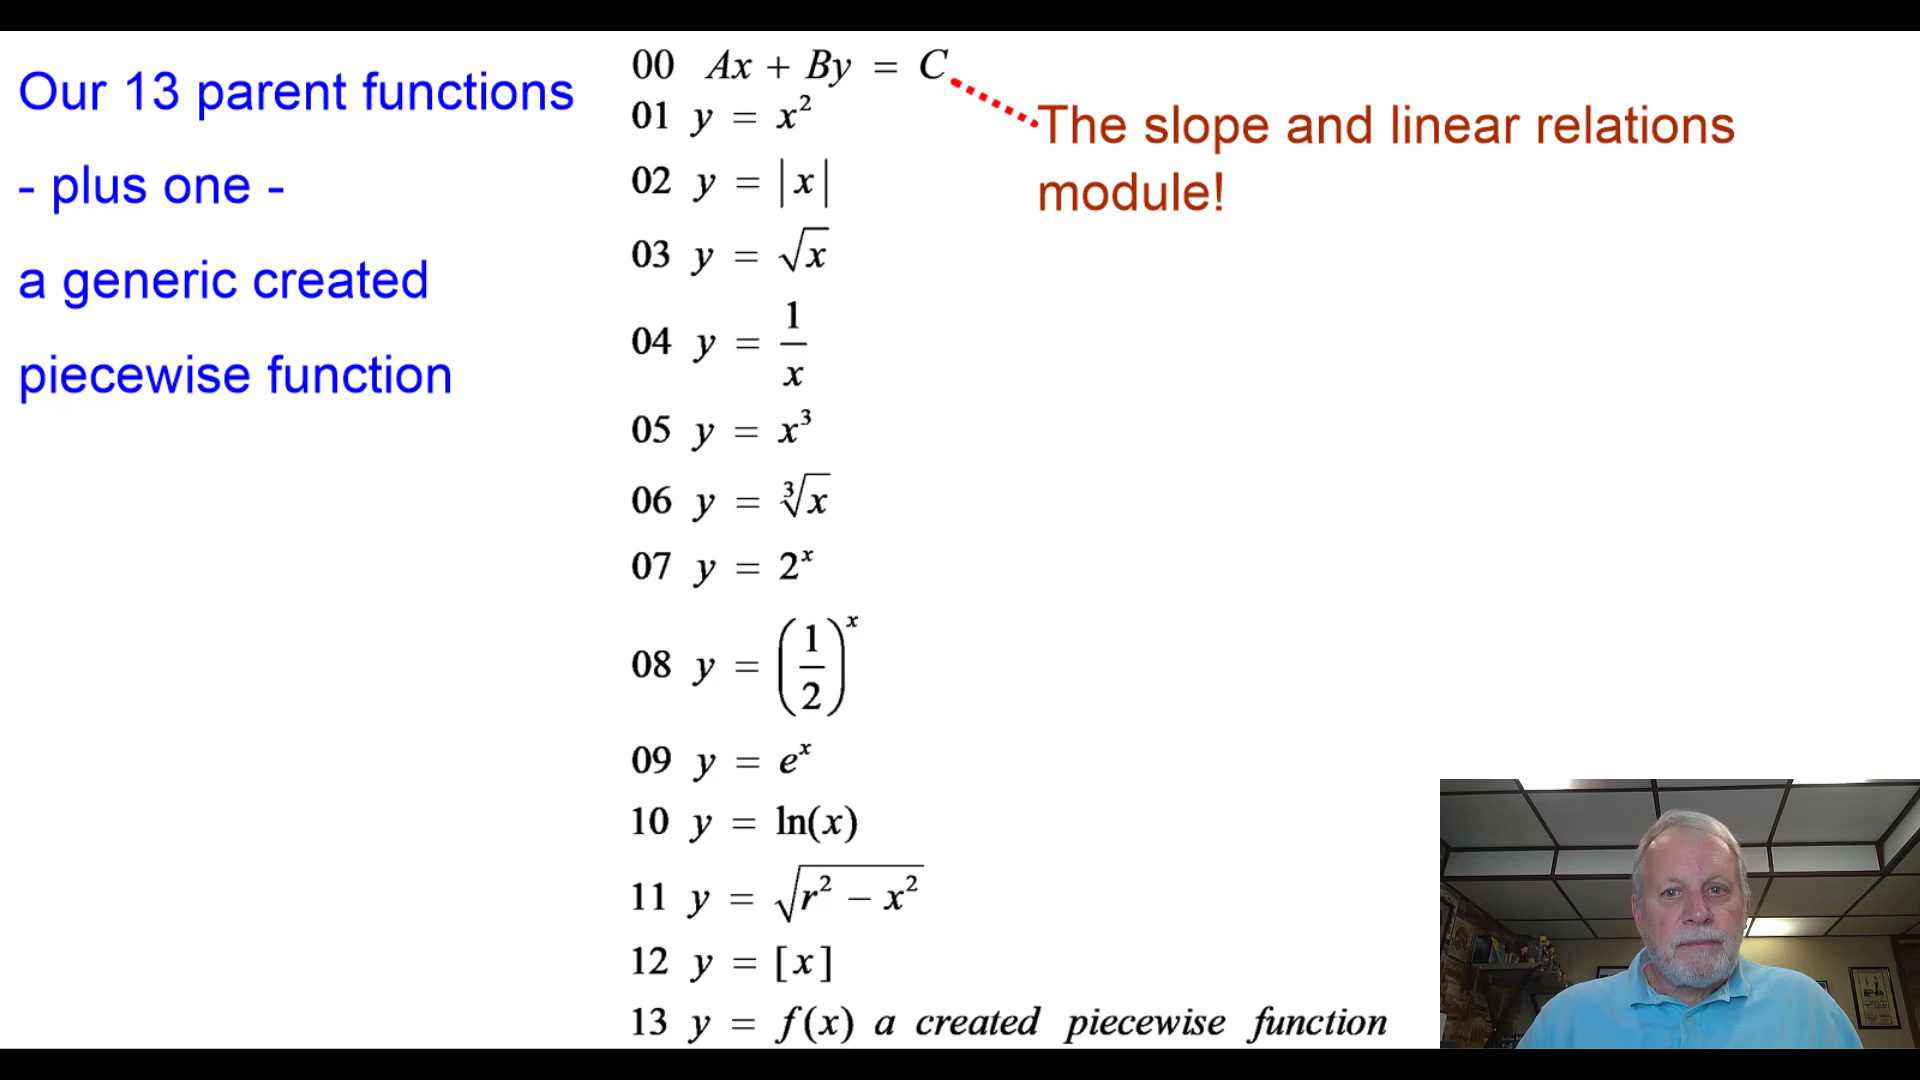 Our 13 parent functions
- plus one -
a generic created
piecewise function
00 Ax + By = C
01 y = x²
02 y = |x|
03 y = √x
04 y = 1/x
05 y = x³
06 y = ∛x
07 y = 2ˣ
08 y = (1/2)ˣ
09 y = eˣ
10 y = ln(x)
11 y = √(r² − x²)
12 y = [x]
13 y = f(x) a created piecewise function
The slope and linear relations
module!